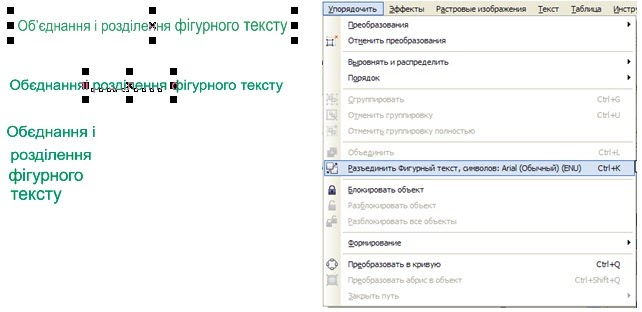 Об'єднання і розділення фігурного тексту
Обєднання і розділення фігурного тексту
Обєднання і
розділення
фігурного
тексту
Упорядочить Эффекты Растровые изображения Текст Таблица Инстру
Преобразования
Отменить преобразования
Выровнять и распределить
Порядок
Сгруппировать Ctrl+G
Отменить группировку Ctrl+U
Отменить группировку полностью
Объединить Ctrl+L
Разъединить Фигурный текст, символов: Arial (Обычный) (ENU) Ctrl+K
Блокировать объект
Разблокировать объект
Разблокировать все объекты
Формирование
Преобразовать в кривую Ctrl+Q
Преобразовать абрис в объект Ctrl+Shift+Q
Закрыть путь